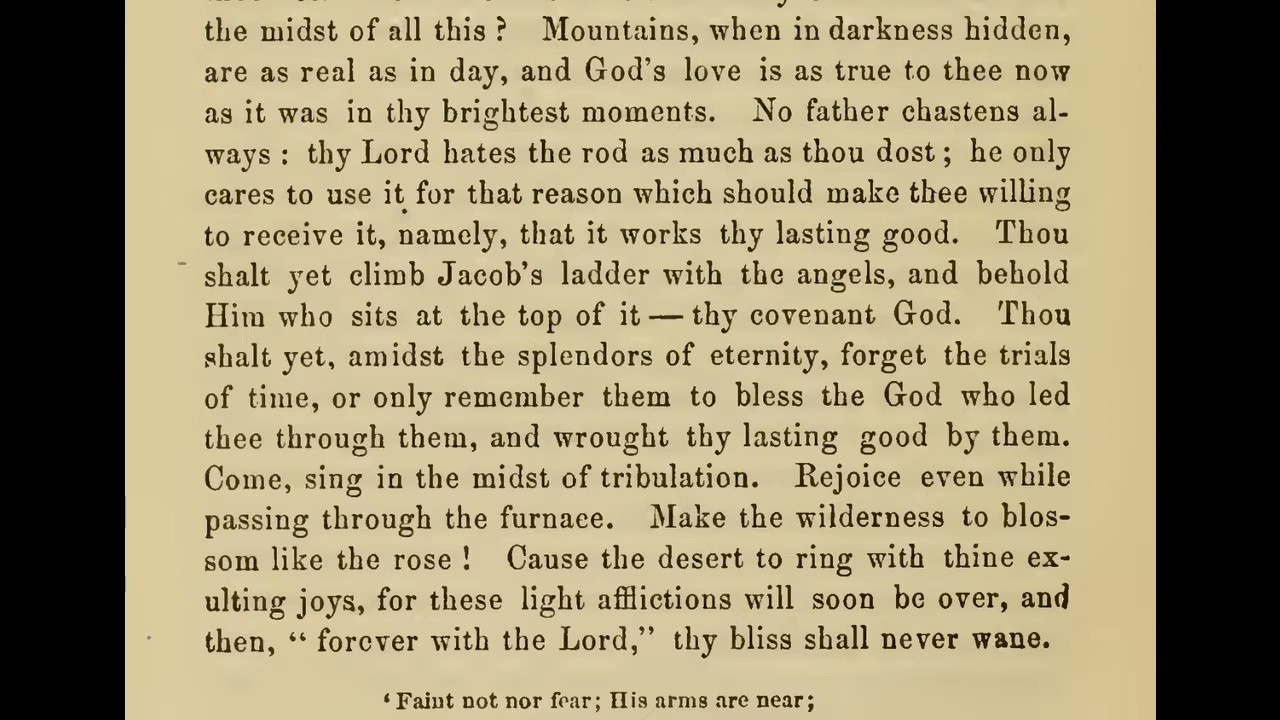 the midst of all this ? Mountains, when in darkness hidden,
are as real as in day, and God's love is as true to thee now
as it was in thy brightest moments. No father chastens al-
ways : thy Lord hates the rod as much as thou dost ; he only
cares to use it for that reason which should make thee willing
to receive it, namely, that it works thy lasting good. Thou
shalt yet climb Jacob's ladder with the angels, and behold
Him who sits at the top of it — thy covenant God. Thou
shalt yet, amidst the splendors of eternity, forget the trials
of time, or only remember them to bless the God who led
thee through them, and wrought thy lasting good by them.
Come, sing in the midst of tribulation. Rejoice even while
passing through the furnace. Make the wilderness to blos-
som like the rose ! Cause the desert to ring with thine ex-
ulting joys, for these light afflictions will soon be over, and
then, “ forever with the Lord,” thy bliss shall never wane.
‘ Faint not nor fear; His arms are near;